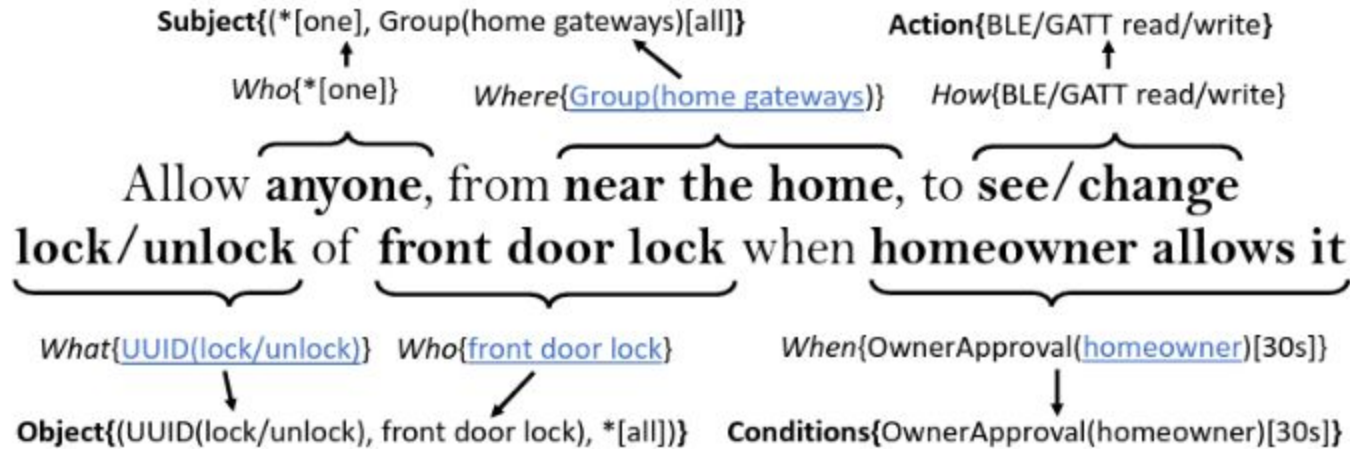 Subject{(*[one], Group(home gateways)[all]} Action{BLE/GATT read/write}
Who{*[one]} Where{Group(home gateways)} How{BLE/GATT read/write}
Allow anyone, from near the home, to see/change
lock/unlock of front door lock when homeowner allows it
What{UUID(lock/unlock)} Who{front door lock} When{OwnerApproval(homeowner)[30s]}
Object{(UUID(lock/unlock), front door lock), *[all])} Conditions{OwnerApproval(homeowner)[30s]}